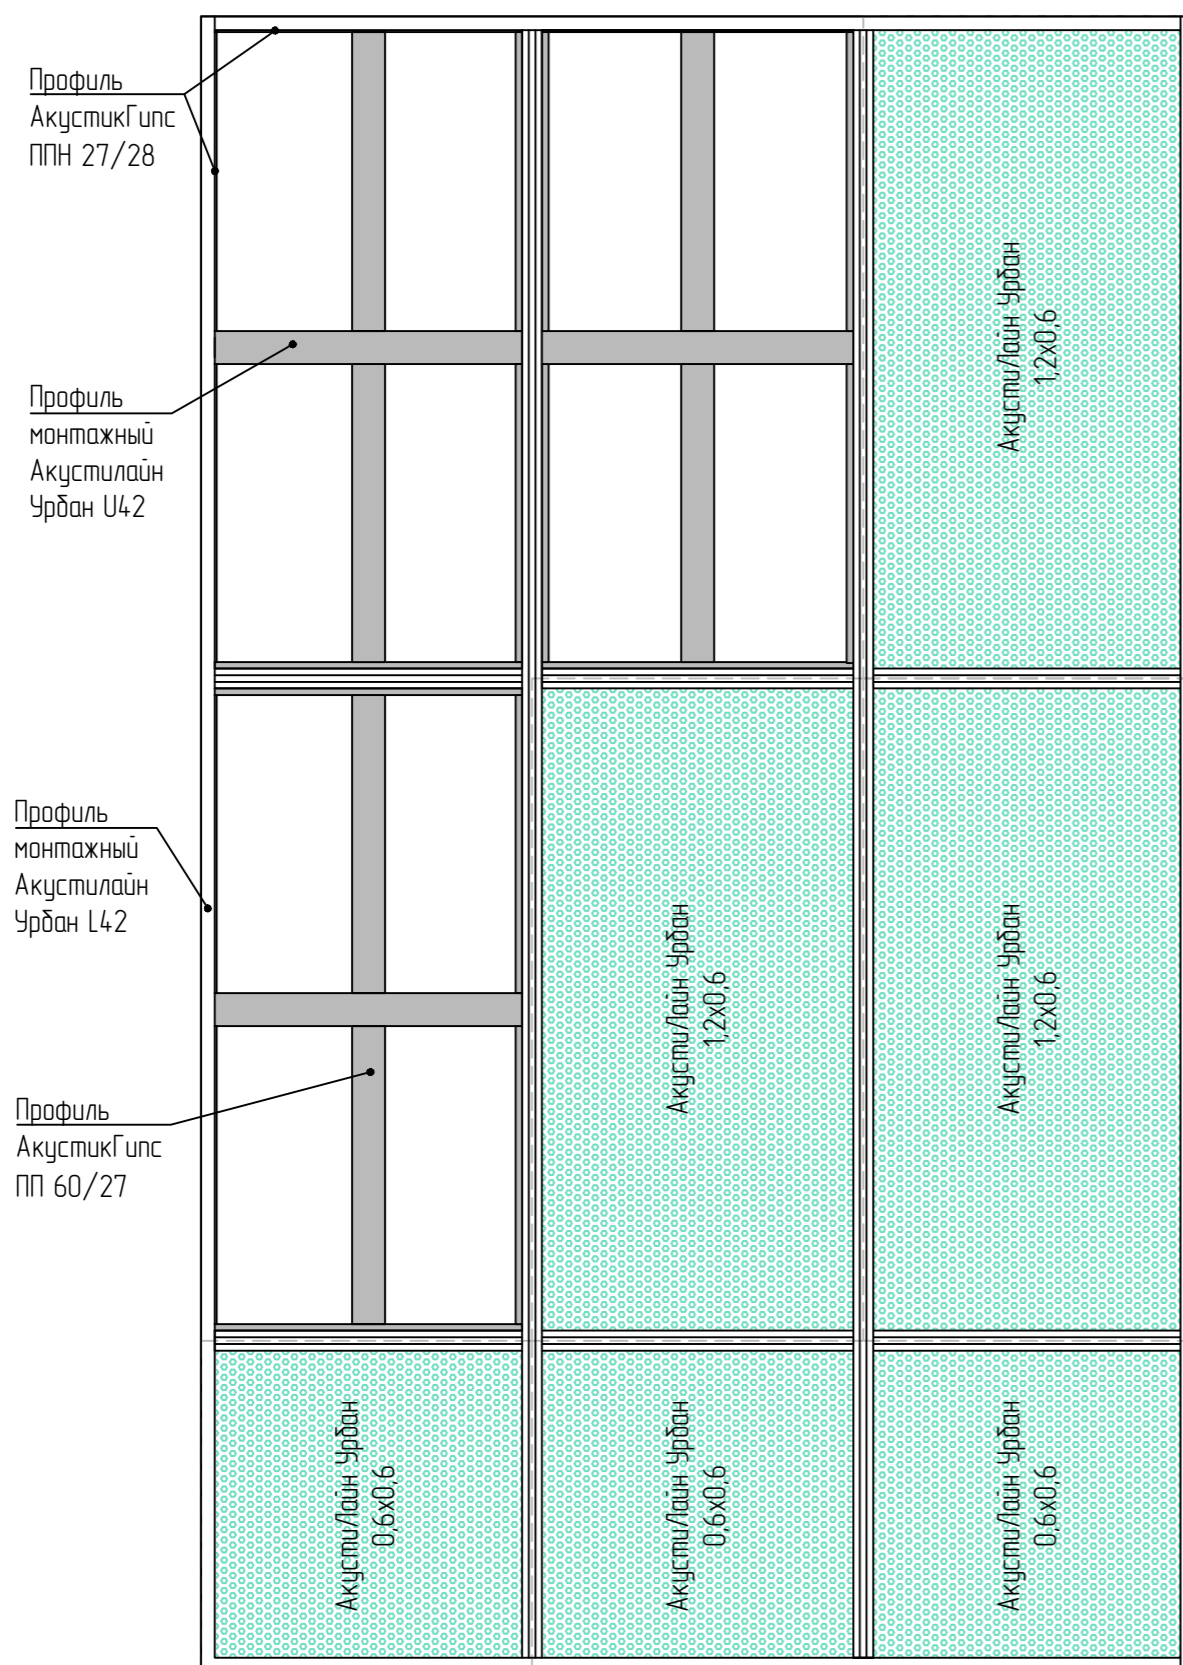 Профиль
АкустикГипс
ППН 27/28
АкустиЛайн Урбан
1,2х0,6
Профиль
монтажный
Акустилайн
Урбан U42
Профиль
монтажный
Акустилайн
Урбан L42
АкустиЛайн Урбан
1,2х0,6
АкустиЛайн Урбан
1,2х0,6
Профиль
АкустикГипс
ПП 60/27
АкустиЛайн Урбан
0,6х0,6
АкустиЛайн Урбан
0,6х0,6
АкустиЛайн Урбан
0,6х0,6